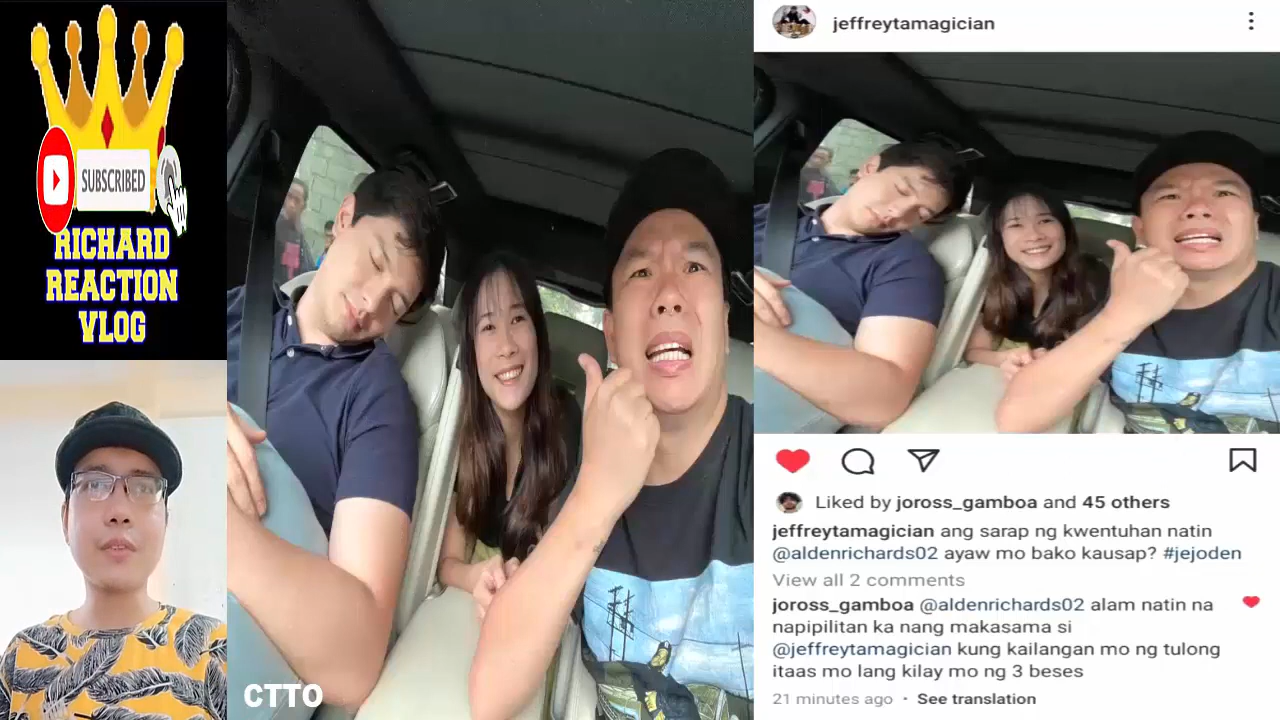 SUBSCRIBED
RICHARD
REACTION
VLOG
CTTO
jeffreytamagician
Liked by joross_gamboa and 45 others
jeffreytamagician ang sarap ng kwentuhan natin
@aldenrichards02 ayaw mo bako kausap? #jejoden
View all 2 comments
joross_gamboa @aldenrichards02 alam natin na
napipilitan ka nang makasama si
@jeffreytamagician kung kailangan mo ng tulong
itaas mo lang kilay mo ng 3 beses
21 minutes ago · See translation